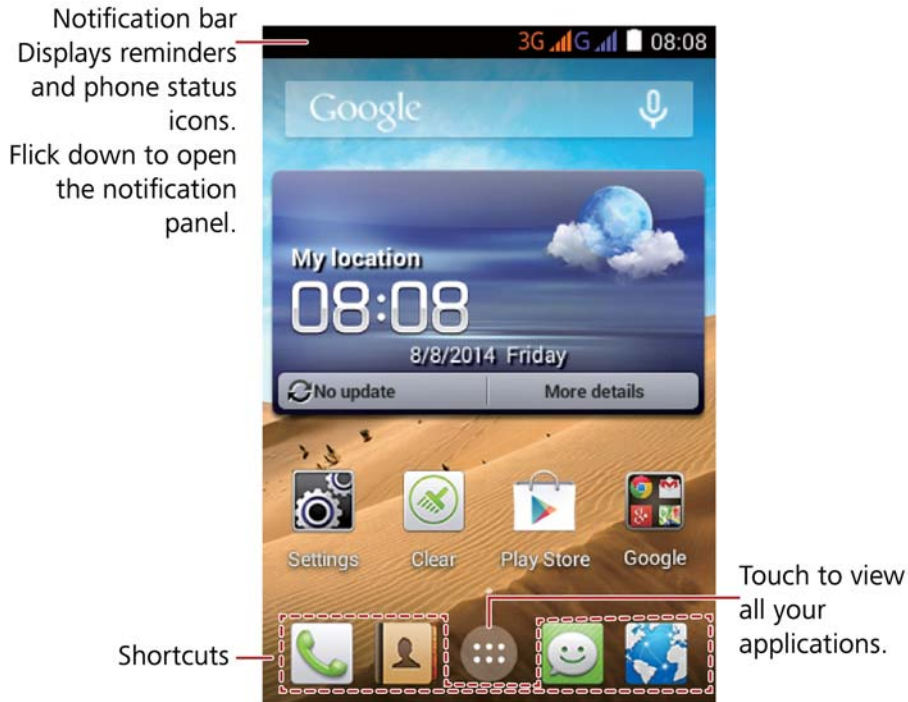 Notification bar
Displays reminders
and phone status
icons.
Flick down to open
the notification
panel.
3G G 08:08
Google
My location
08:08
8/8/2014 Friday
No update More details
Settings Clear Play Store Google
Shortcuts
Touch to view
all your
applications.